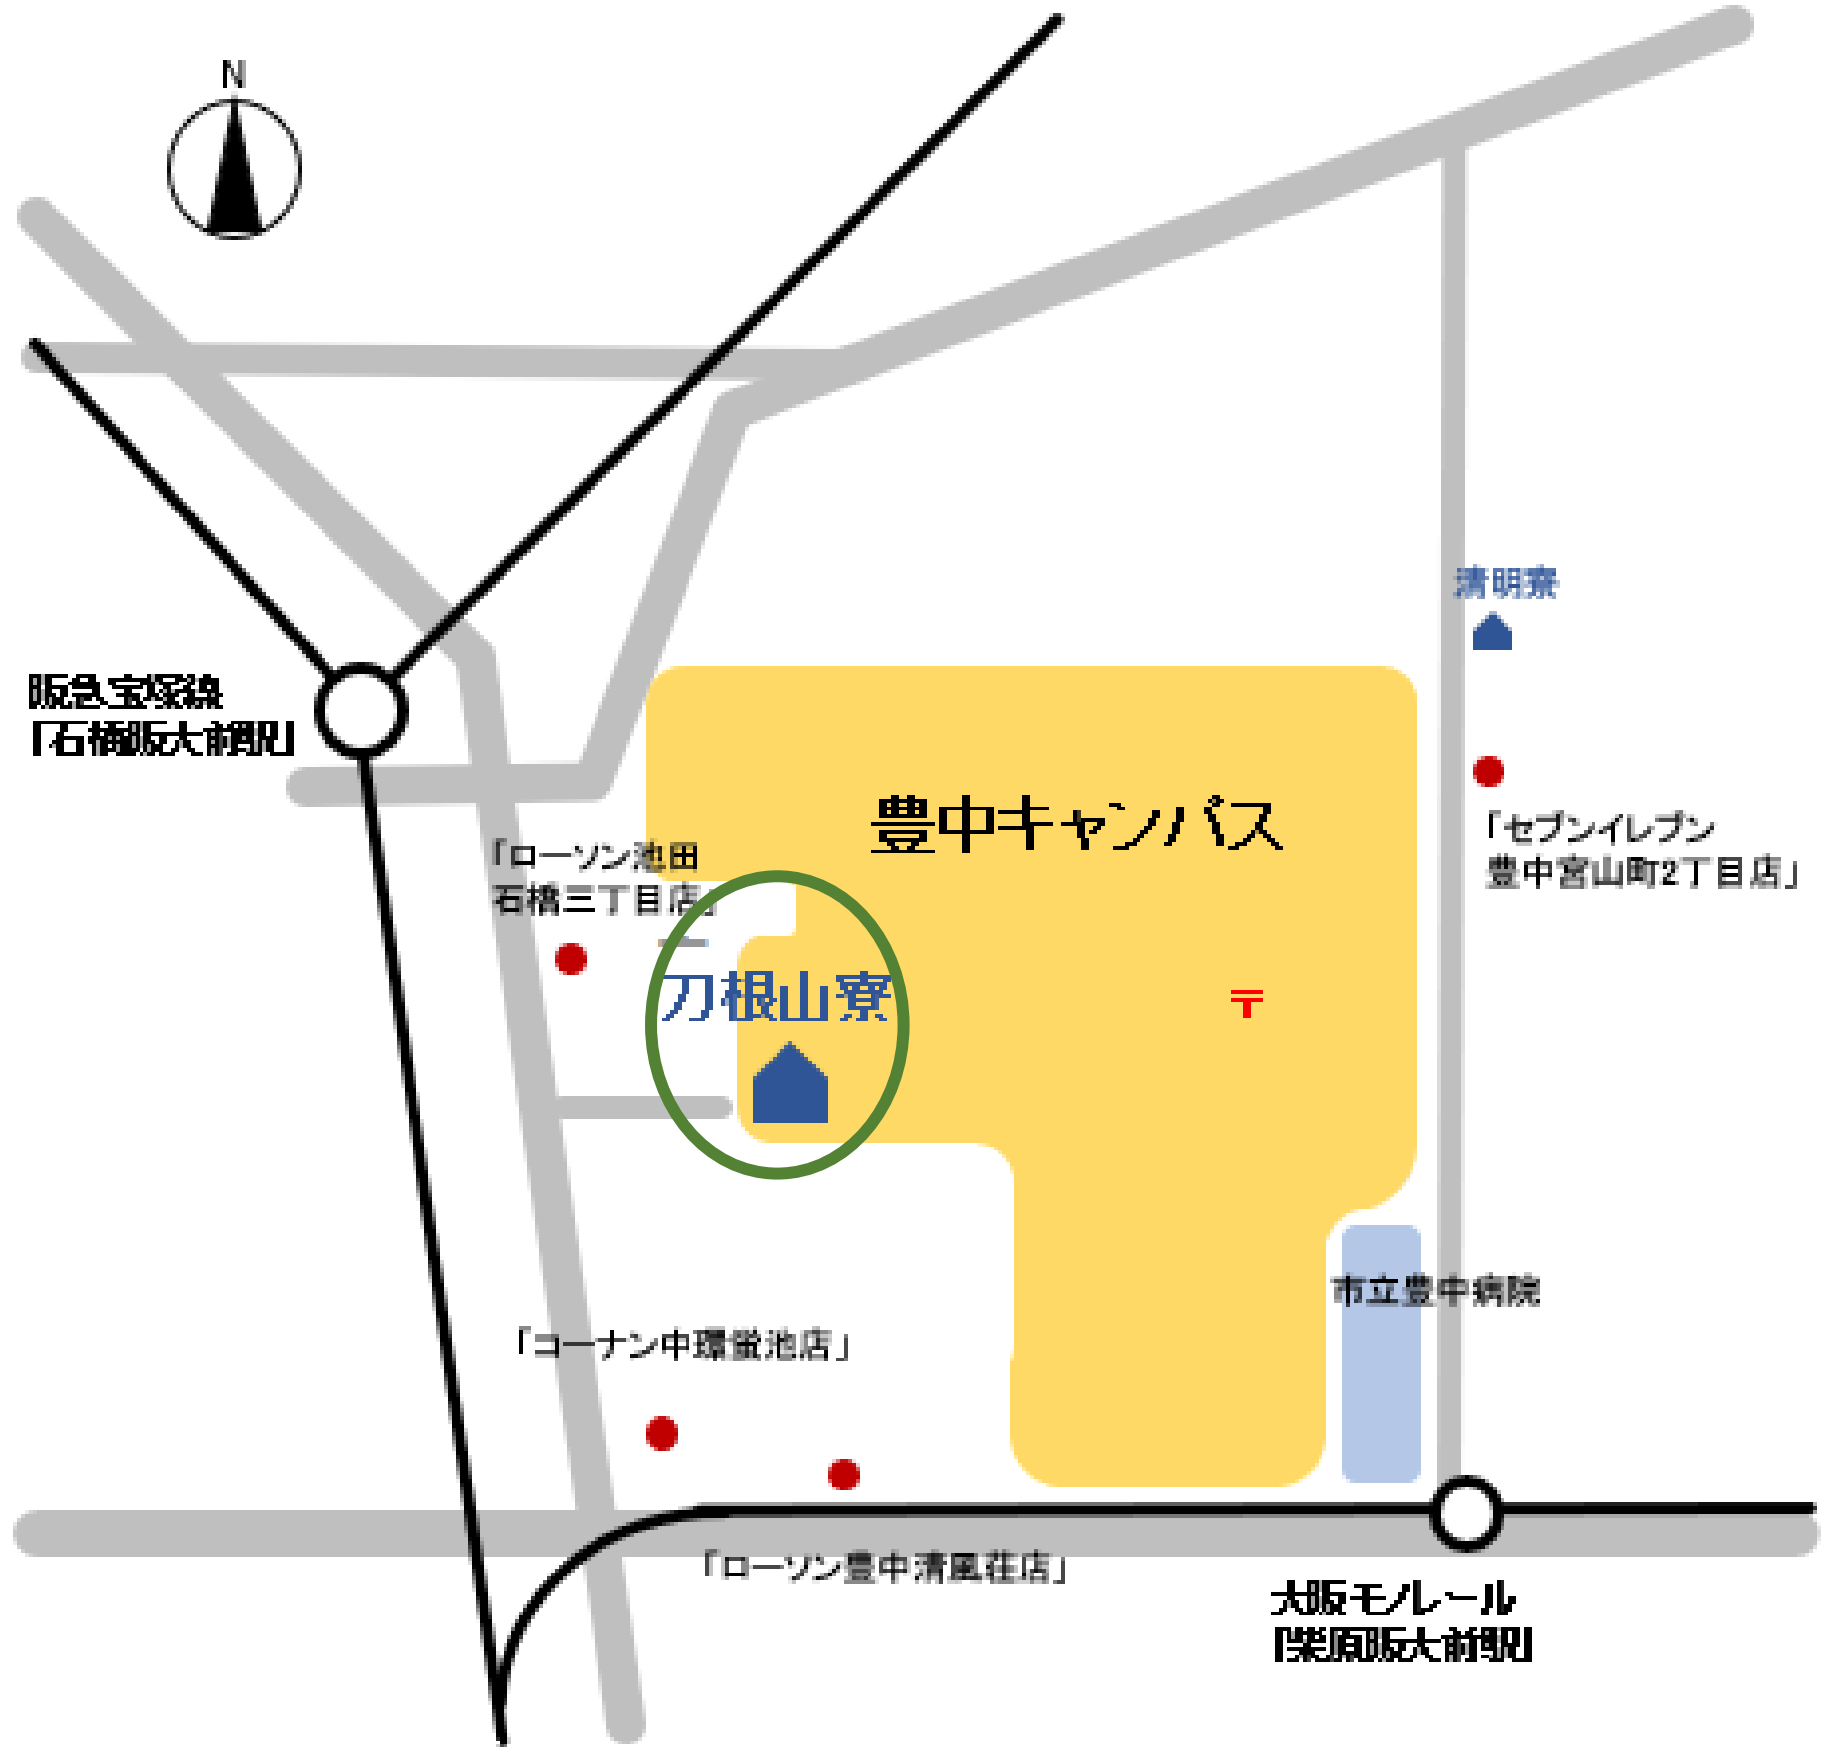 N
清明寮
阪急宝塚線
「石橋阪大前駅」
豊中キャンパス
「セブンイレブン
豊中宮山町2丁目店」
「ローソン池田
石橋三丁目店」
刀根山寮
〒
市立豊中病院
「コーナン中環蛍池店」
「ローソン豊中清風荘店」
大阪モノレール
「柴原阪大前駅」